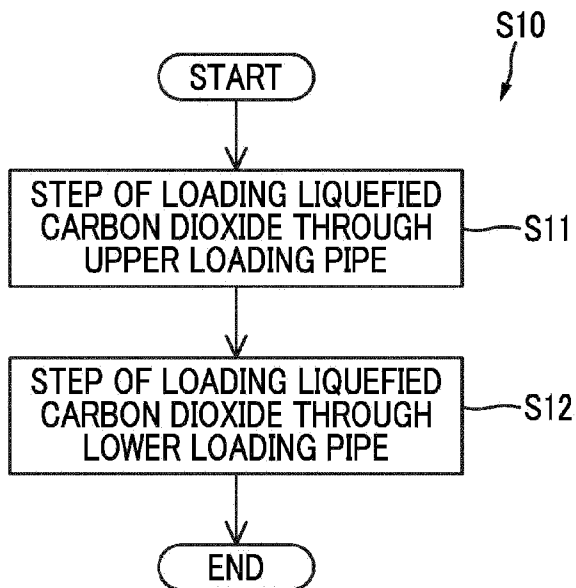 S10
START
STEP OF LOADING LIQUEFIED
CARBON DIOXIDE THROUGH
UPPER LOADING PIPE
S11
STEP OF LOADING LIQUEFIED
CARBON DIOXIDE THROUGH
LOWER LOADING PIPE
S12
END